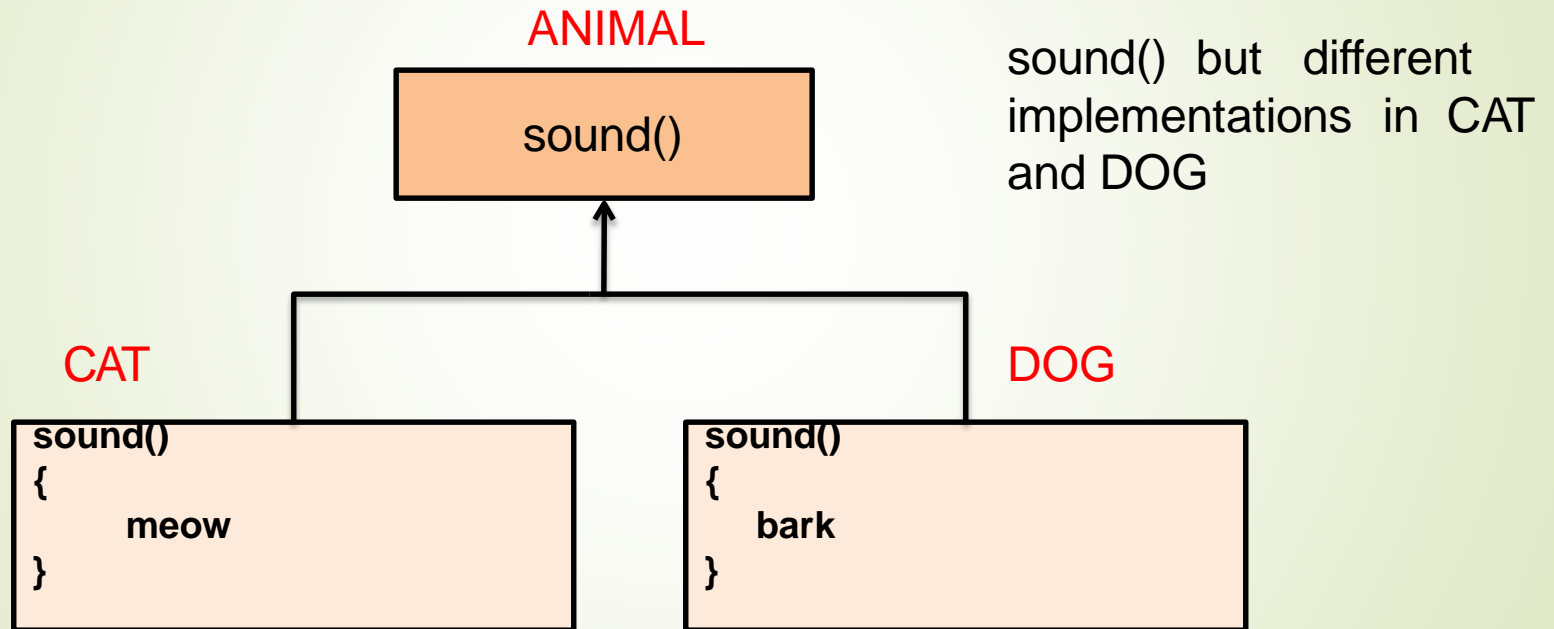 ANIMAL
sound()
sound() but different
implementations in CAT
and DOG
CAT
DOG
sound()
{
meow
}
sound()
{
bark
}